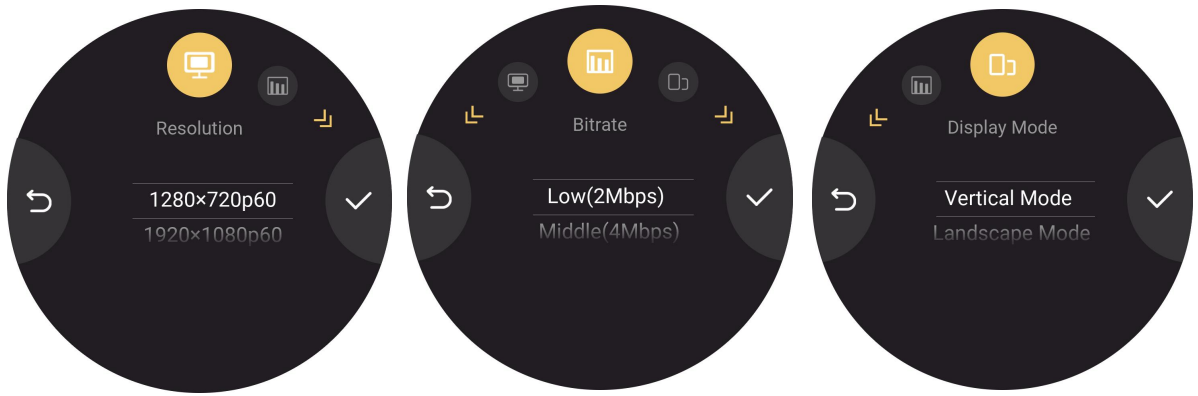 Resolution
1280×720p60
1920×1080p60
Bitrate
Low(2Mbps)
Middle(4Mbps)
Display Mode
Vertical Mode
Landscape Mode